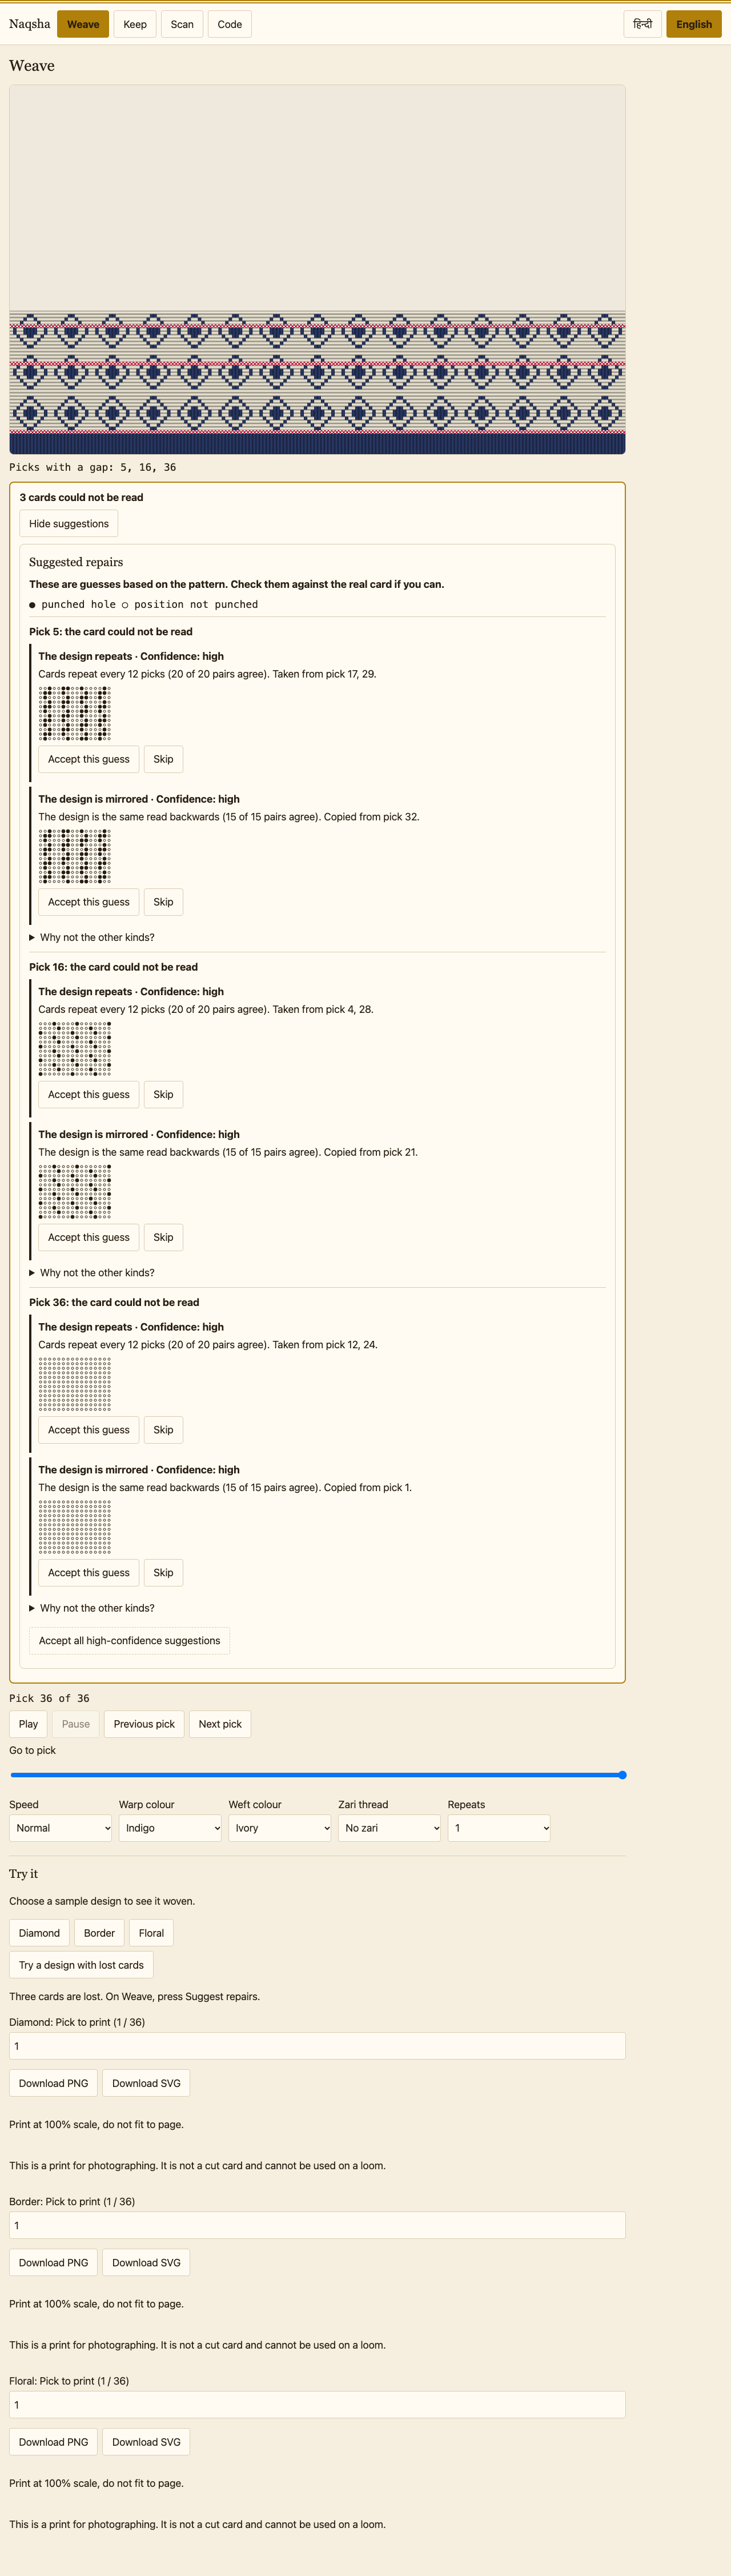 Naqsha
Weave
Keep
Scan
Code
हिन्दी
English
Weave
Picks with a gap: 5, 16, 36
3 cards could not be read
Hide suggestions
Suggested repairs
These are guesses based on the pattern. Check them against the real card if you can.
● punched hole ○ position not punched
Pick 5: the card could not be read
The design repeats · Confidence: high
Cards repeat every 12 picks (20 of 20 pairs agree). Taken from pick 17, 29.
Accept this guess
Skip
The design is mirrored · Confidence: high
The design is the same read backwards (15 of 15 pairs agree). Copied from pick 32.
Accept this guess
Skip
▶ Why not the other kinds?
Pick 16: the card could not be read
The design repeats · Confidence: high
Cards repeat every 12 picks (20 of 20 pairs agree). Taken from pick 4, 28.
Accept this guess
Skip
The design is mirrored · Confidence: high
The design is the same read backwards (15 of 15 pairs agree). Copied from pick 21.
Accept this guess
Skip
▶ Why not the other kinds?
Pick 36: the card could not be read
The design repeats · Confidence: high
Cards repeat every 12 picks (20 of 20 pairs agree). Taken from pick 12, 24.
Accept this guess
Skip
The design is mirrored · Confidence: high
The design is the same read backwards (15 of 15 pairs agree). Copied from pick 1.
Accept this guess
Skip
▶ Why not the other kinds?
Accept all high-confidence suggestions
Pick 36 of 36
Play
Pause
Previous pick
Next pick
Go to pick
Speed
Warp colour
Weft colour
Zari thread
Repeats
Normal
Indigo
Ivory
No zari
1
Try it
Choose a sample design to see it woven.
Diamond
Border
Floral
Try a design with lost cards
Three cards are lost. On Weave, press Suggest repairs.
Diamond: Pick to print (1 / 36)
1
Download PNG
Download SVG
Print at 100% scale, do not fit to page.
This is a print for photographing. It is not a cut card and cannot be used on a loom.
Border: Pick to print (1 / 36)
1
Download PNG
Download SVG
Print at 100% scale, do not fit to page.
This is a print for photographing. It is not a cut card and cannot be used on a loom.
Floral: Pick to print (1 / 36)
1
Download PNG
Download SVG
Print at 100% scale, do not fit to page.
This is a print for photographing. It is not a cut card and cannot be used on a loom.